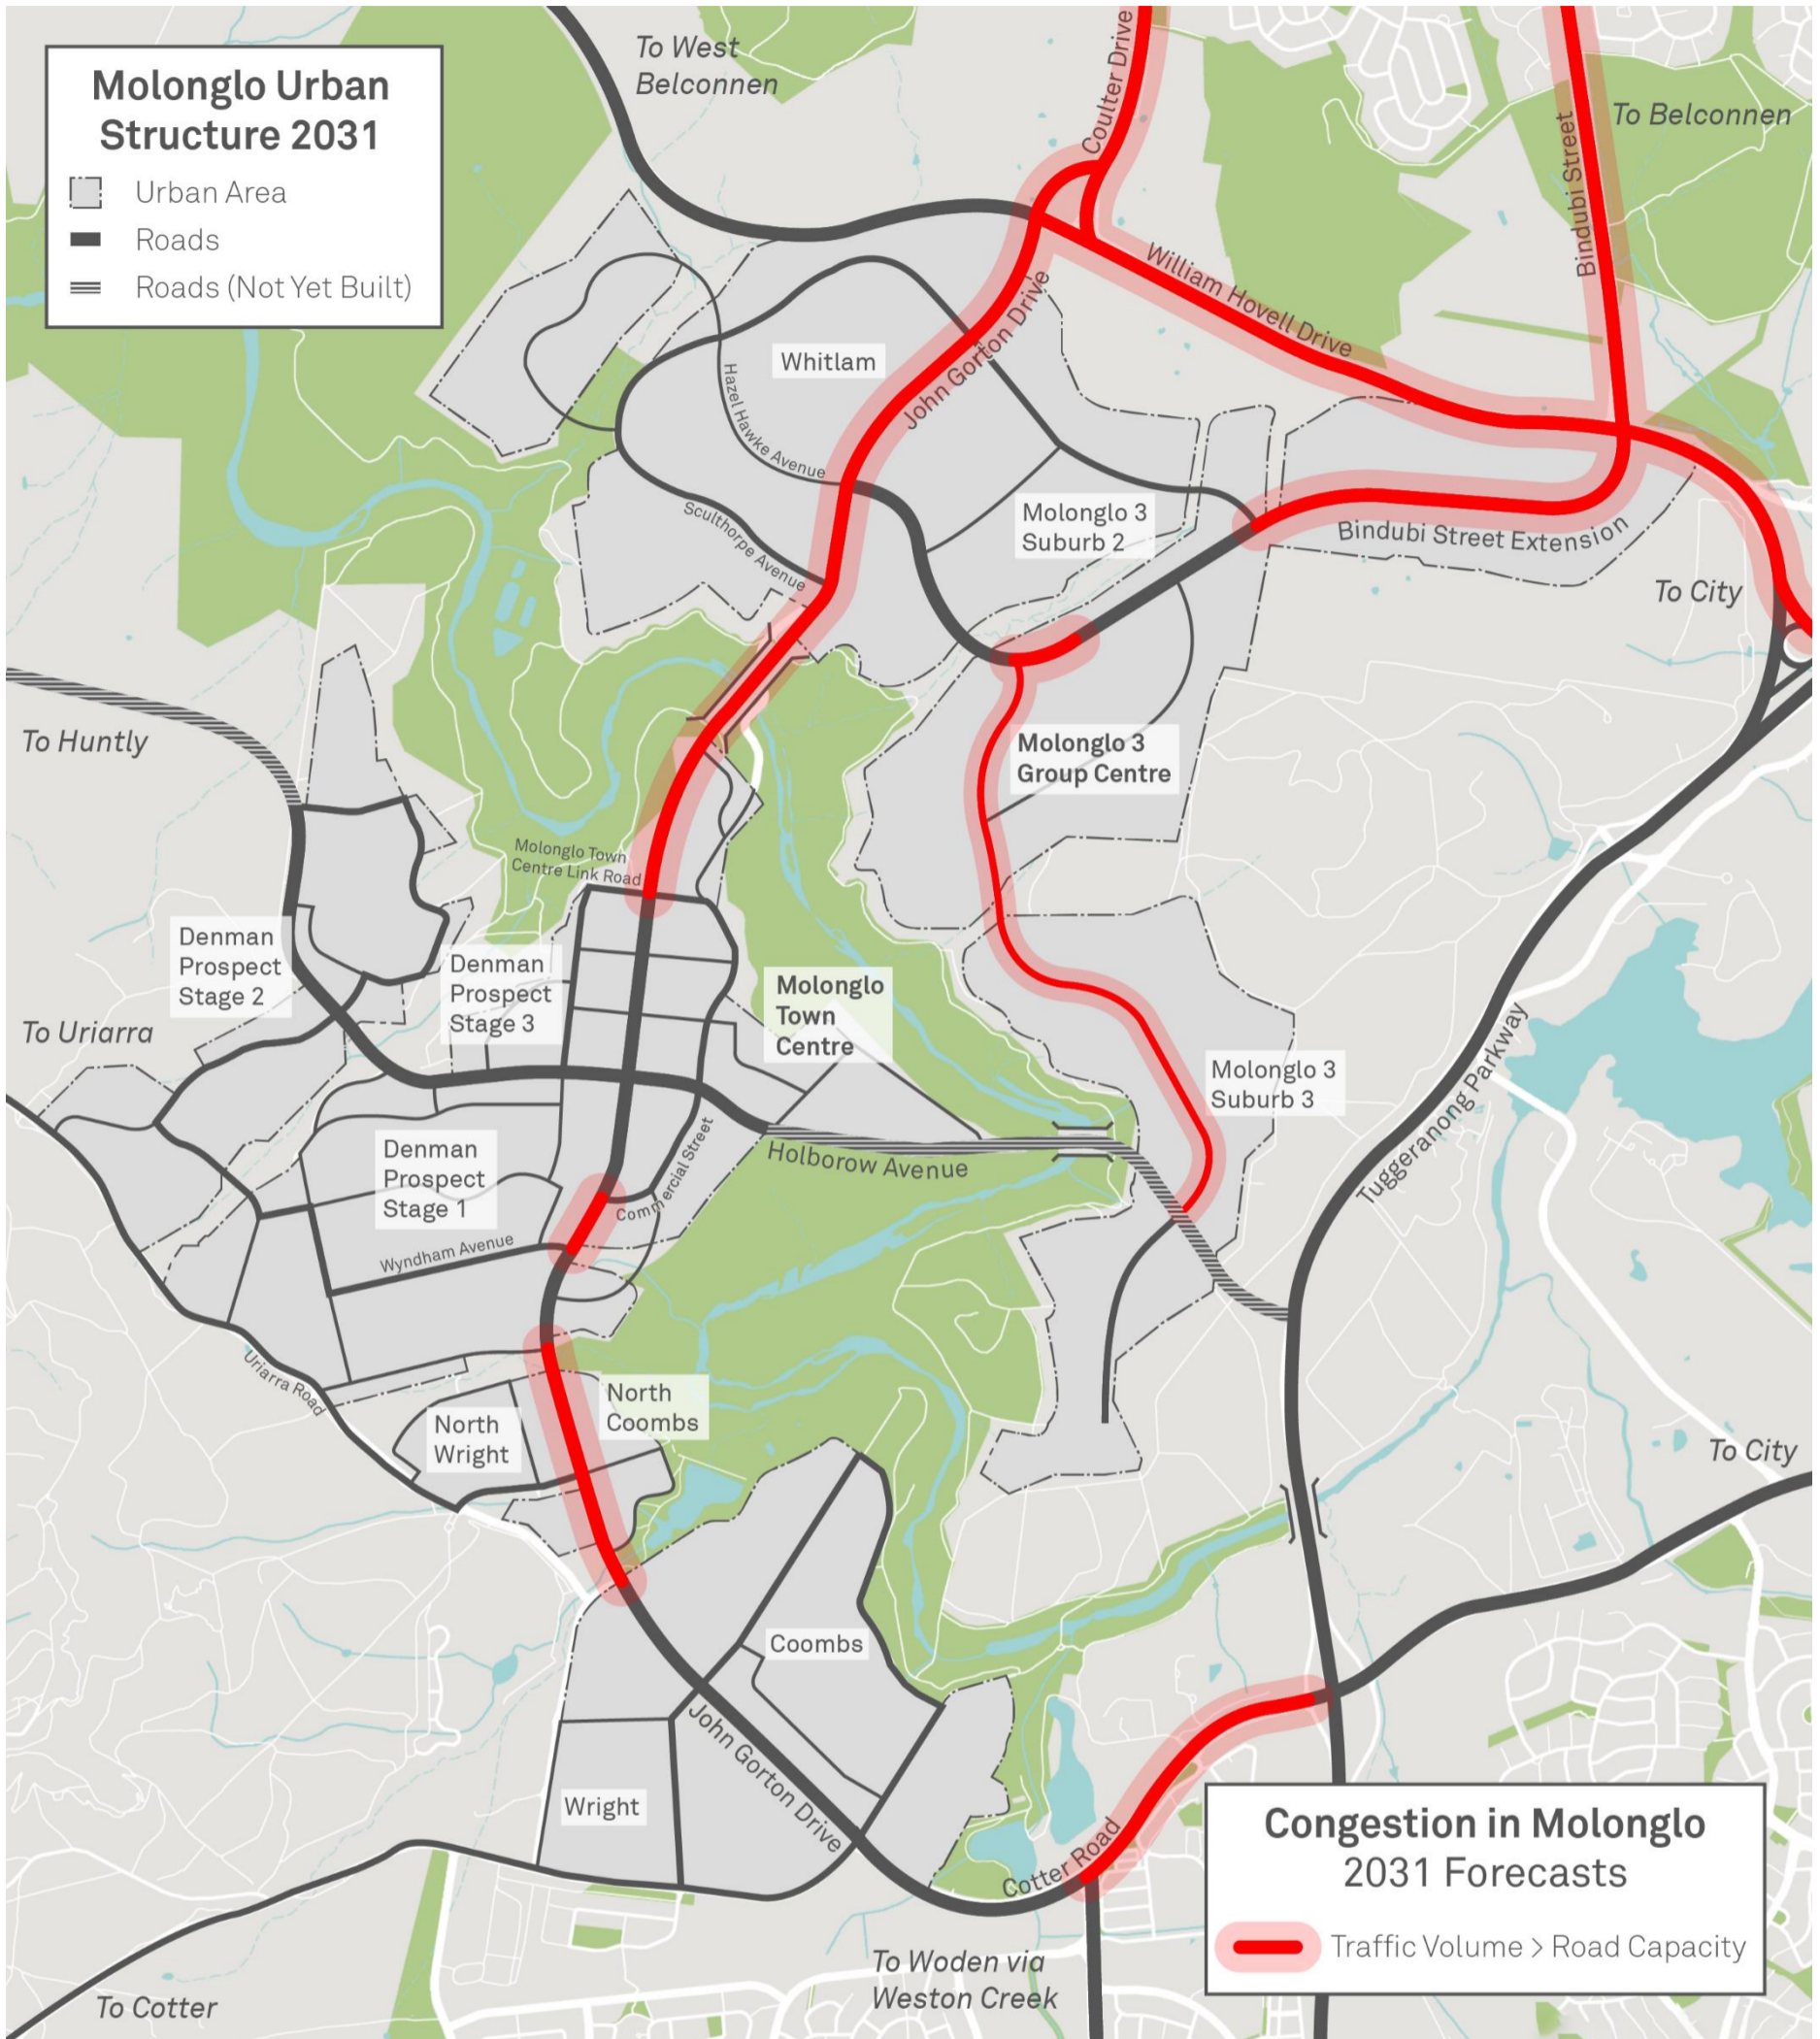 Molonglo Urban
Structure 2031
Urban Area
Roads
Roads (Not Yet Built)
To West
Belconnen
Coulter Drive
To Belconnen
Bindubi Street
William Hovell Drive
John Gorton Drive
Whitlam
Hazel Hawke Avenue
Sculthorpe Avenue
Molonglo 3
Suburb 2
Bindubi Street Extension
To City
To Huntly
Molonglo 3
Group Centre
Molonglo Town
Centre Link Road
Denman
Prospect
Stage 2
Denman
Prospect
Stage 3
Molonglo
Town
Centre
To Uriarra
Molonglo 3
Suburb 3
Tuggeranong Parkway
Denman
Prospect
Stage 1
Commercial Street
Holborow Avenue
Wyndham Avenue
Uriarra Road
North
Coombs
North
Wright
To City
Coombs
John Gorton Drive
Wright
Cotter Road
To Woden via
Weston Creek
To Cotter
Congestion in Molonglo
2031 Forecasts
Traffic Volume > Road Capacity